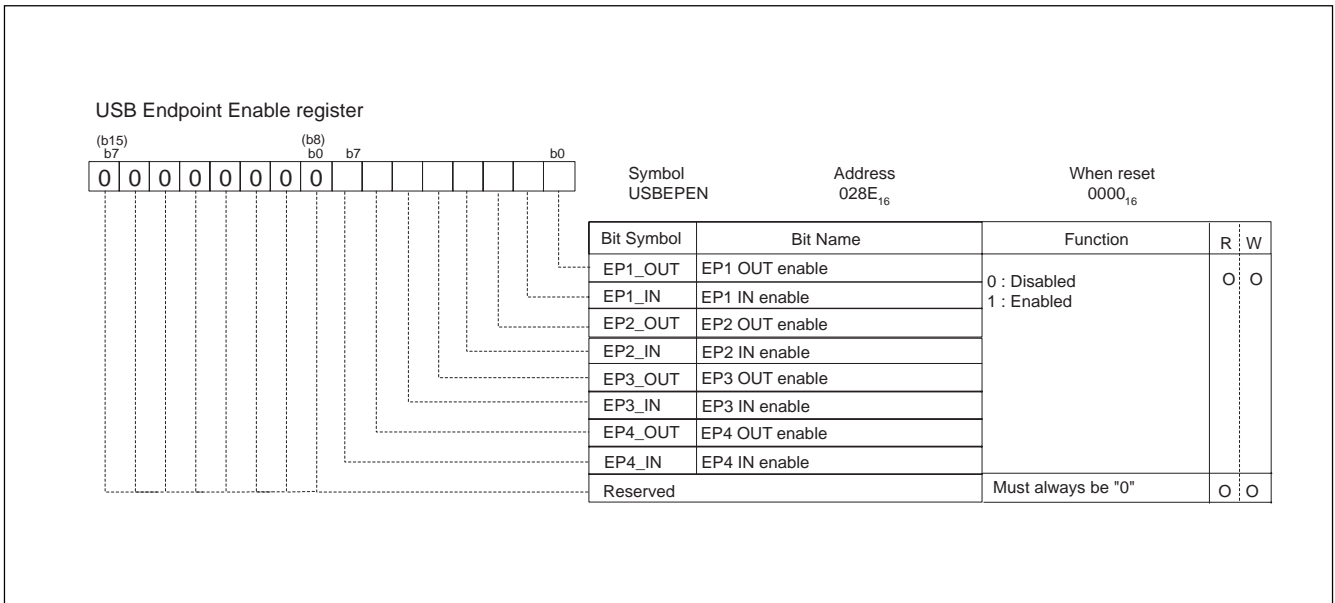 USB Endpoint Enable register
(b15) (b8)
b7 b0 b7 b0
0 0 0 0 0 0 0 0
Symbol Address When reset
USBEPEN 028E₁₆ 0000₁₆
Bit Symbol Bit Name Function R W
EP1_OUT EP1 OUT enable 0 : Disabled O O
EP1_IN EP1 IN enable 1 : Enabled
EP2_OUT EP2 OUT enable
EP2_IN EP2 IN enable
EP3_OUT EP3 OUT enable
EP3_IN EP3 IN enable
EP4_OUT EP4 OUT enable
EP4_IN EP4 IN enable
Reserved Must always be "0" O O